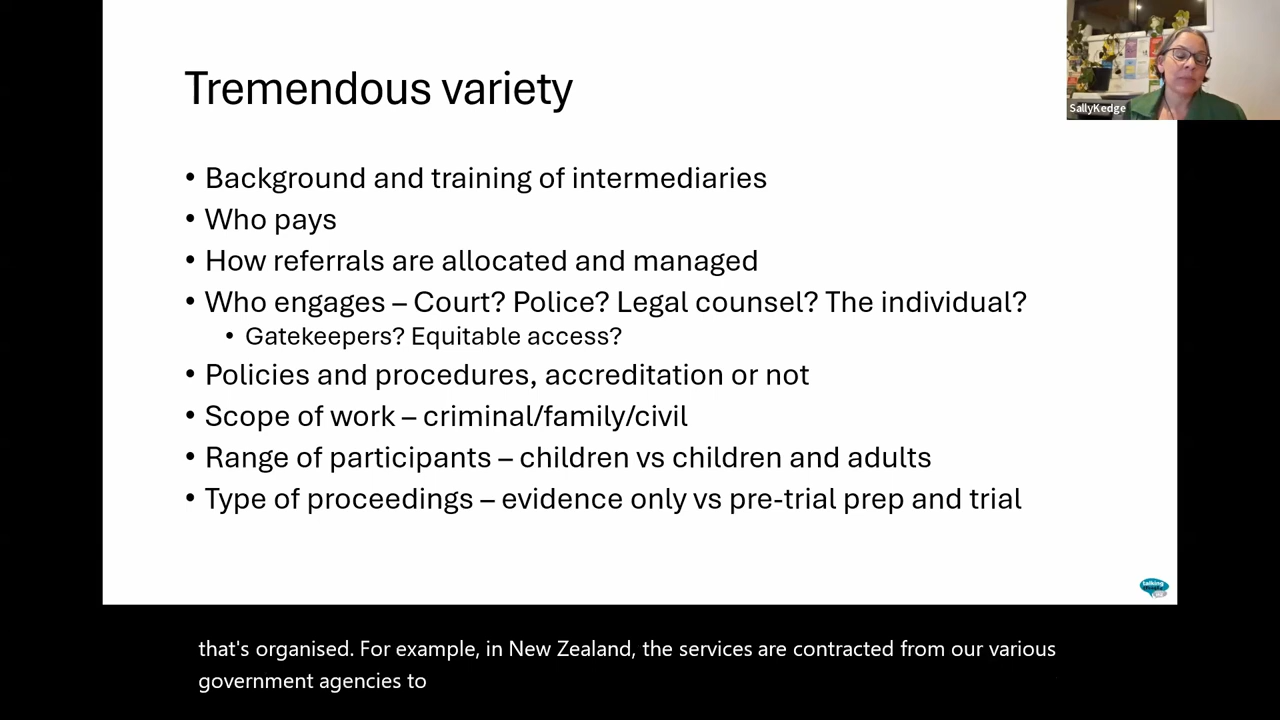 Tremendous variety
SallyKedge
• Background and training of intermediaries
• Who pays
• How referrals are allocated and managed
• Who engages – Court? Police? Legal counsel? The individual?
• Gatekeepers? Equitable access?
• Policies and procedures, accreditation or not
• Scope of work – criminal/family/civil
• Range of participants – children vs children and adults
• Type of proceedings – evidence only vs pre-trial prep and trial
talking
that's organised. For example, in New Zealand, the services are contracted from our various
government agencies to